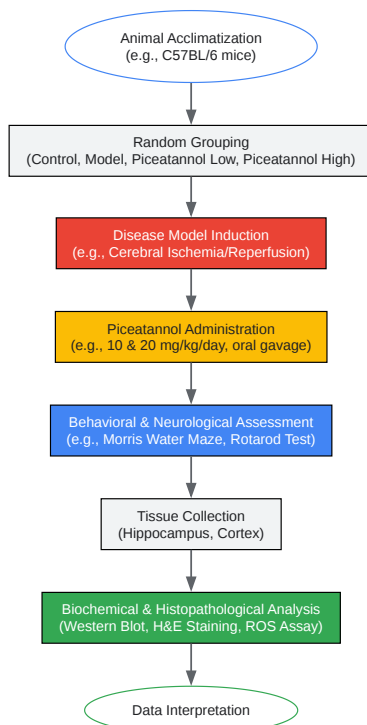 Animal Acclimatization
(e.g., C57BL/6 mice)
Random Grouping
(Control, Model, Piceatannol Low, Piceatannol High)
Disease Model Induction
(e.g., Cerebral Ischemia/Reperfusion)
Piceatannol Administration
(e.g., 10 & 20 mg/kg/day, oral gavage)
Behavioral & Neurological Assessment
(e.g., Morris Water Maze, Rotarod Test)
Tissue Collection
(Hippocampus, Cortex)
Biochemical & Histopathological Analysis
(Western Blot, H&E Staining, ROS Assay)
Data Interpretation